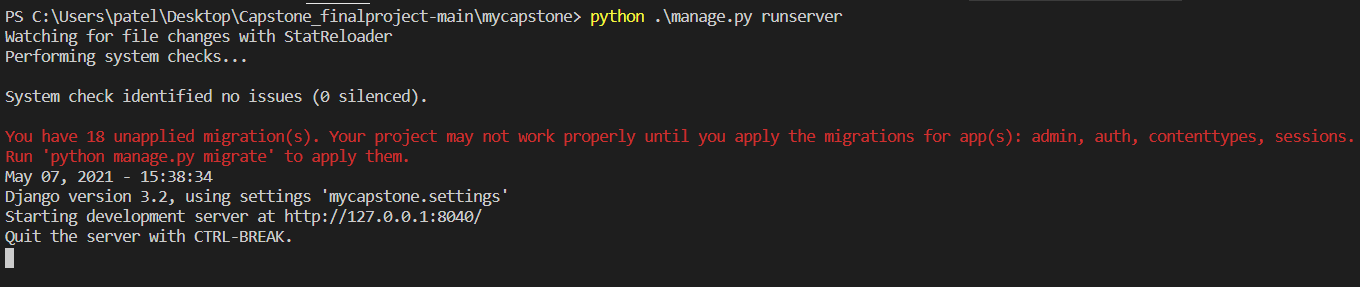 PS C:\Users\patel\Desktop\Capstone_finalproject-main\mycapstone> python .\manage.py runserver
Watching for file changes with StatReloader
Performing system checks...
System check identified no issues (0 silenced).
You have 18 unapplied migration(s). Your project may not work properly until you apply the migrations for app(s): admin, auth, contenttypes, sessions.
Run 'python manage.py migrate' to apply them.
May 07, 2021 - 15:38:34
Django version 3.2, using settings 'mycapstone.settings'
Starting development server at http://127.0.0.1:8040/
Quit the server with CTRL-BREAK.